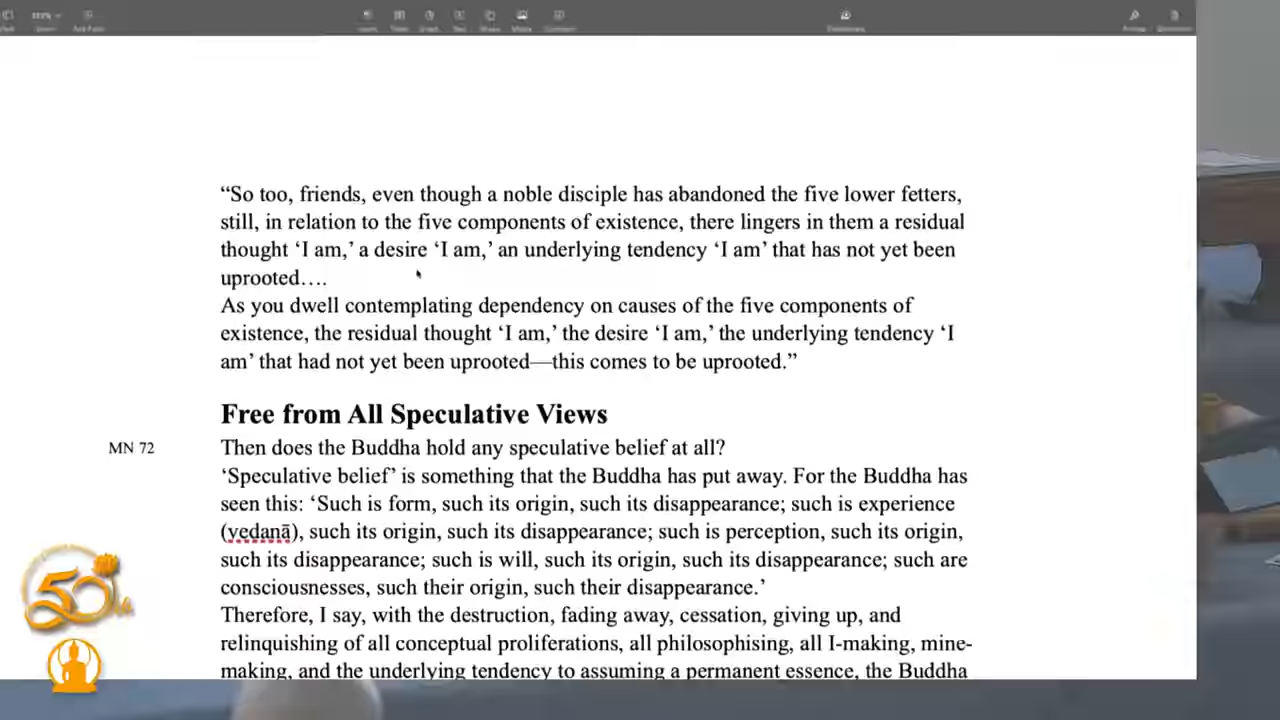 “So too, friends, even though a noble disciple has abandoned the five lower fetters,
still, in relation to the five components of existence, there lingers in them a residual
thought ‘I am,’ a desire ‘I am,’ an underlying tendency ‘I am’ that has not yet been
uprooted….
As you dwell contemplating dependency on causes of the five components of
existence, the residual thought ‘I am,’ the desire ‘I am,’ the underlying tendency ‘I
am’ that had not yet been uprooted—this comes to be uprooted.”
Free from All Speculative Views
MN 72 Then does the Buddha hold any speculative belief at all?
‘Speculative belief’ is something that the Buddha has put away. For the Buddha has
seen this: ‘Such is form, such its origin, such its disappearance; such is experience
(vedanā), such its origin, such its disappearance; such is perception, such its origin,
such its disappearance; such is will, such its origin, such its disappearance; such are
consciousnesses, such their origin, such their disappearance.’
Therefore, I say, with the destruction, fading away, cessation, giving up, and
relinquishing of all conceptual proliferations, all philosophising, all I-making, mine-
making, and the underlying tendency to assuming a permanent essence, the Buddha
50th